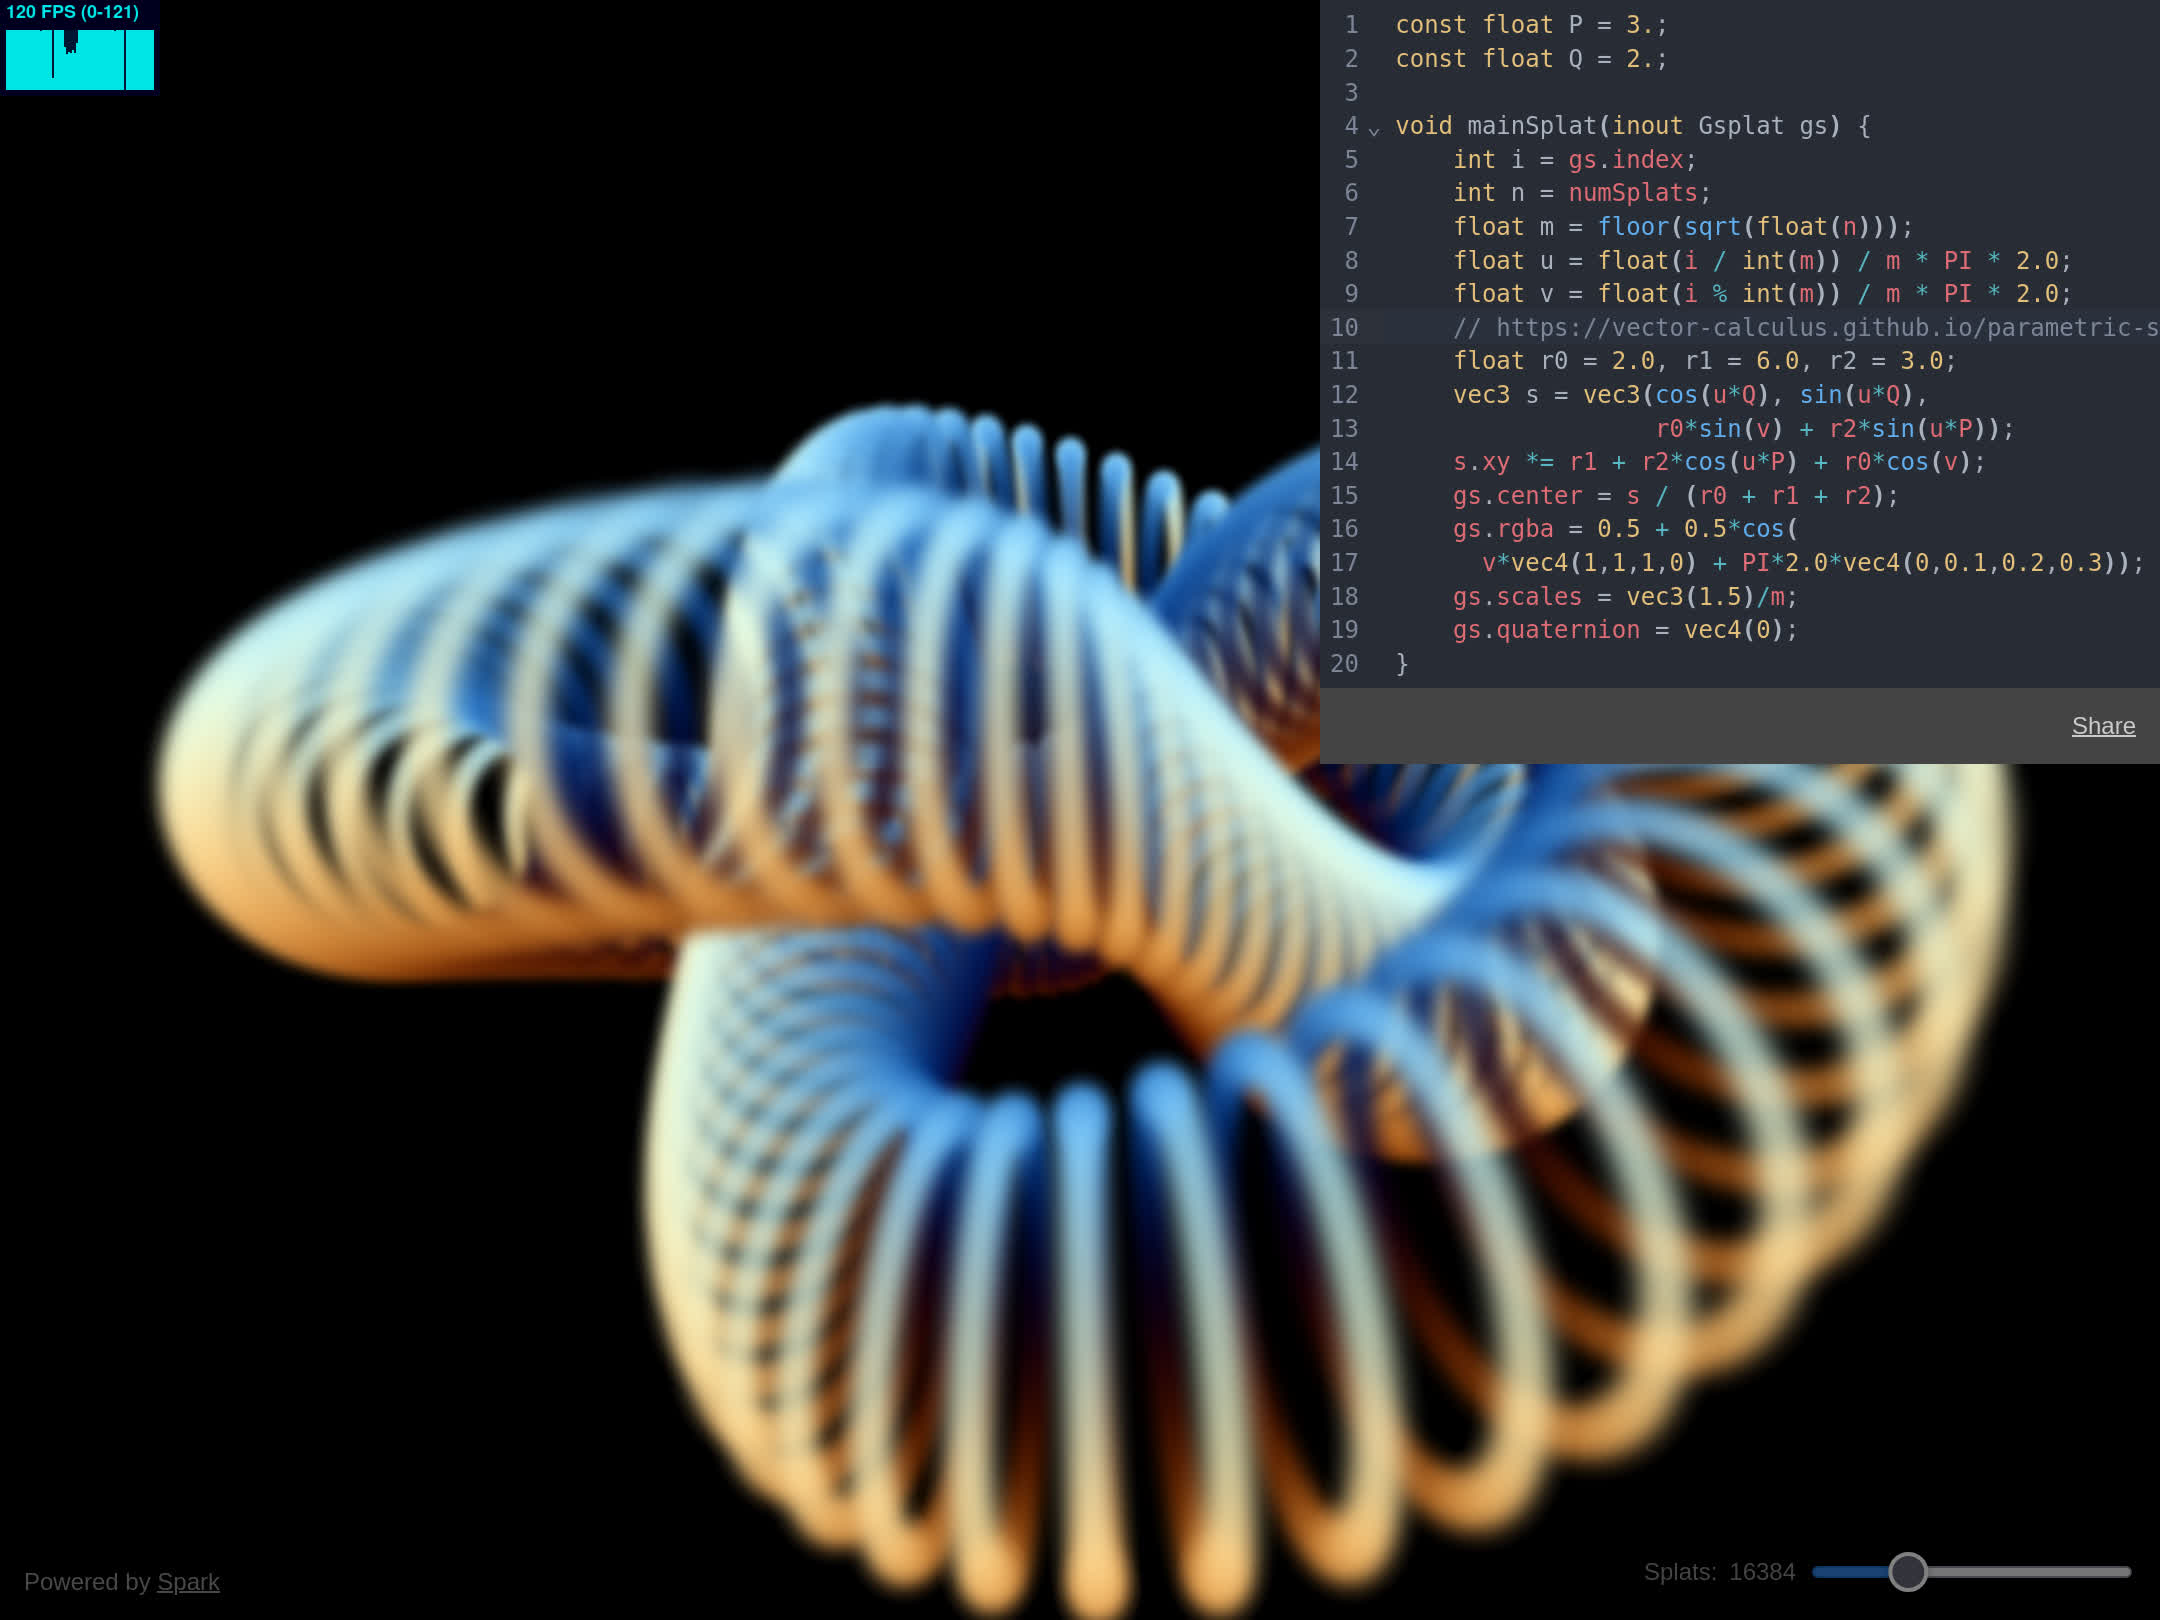 120 FPS (0-121)
1 const float P = 3.;
2 const float Q = 2.;
3
4 void mainSplat(inout Gsplat gs) {
5     int i = gs.index;
6     int n = numSplats;
7     float m = floor(sqrt(float(n)));
8     float u = float(i / int(m)) / m * PI * 2.0;
9     float v = float(i % int(m)) / m * PI * 2.0;
10     // https://vector-calculus.github.io/parametric-s
11     float r0 = 2.0, r1 = 6.0, r2 = 3.0;
12     vec3 s = vec3(cos(u*Q), sin(u*Q),
13                   r0*sin(v) + r2*sin(u*P));
14     s.xy *= r1 + r2*cos(u*P) + r0*cos(v);
15     gs.center = s / (r0 + r1 + r2);
16     gs.rgba = 0.5 + 0.5*cos(
17       v*vec4(1,1,1,0) + PI*2.0*vec4(0,0.1,0.2,0.3));
18     gs.scales = vec3(1.5)/m;
19     gs.quaternion = vec4(0);
20 }
Share
Powered by Spark
Splats: 16384